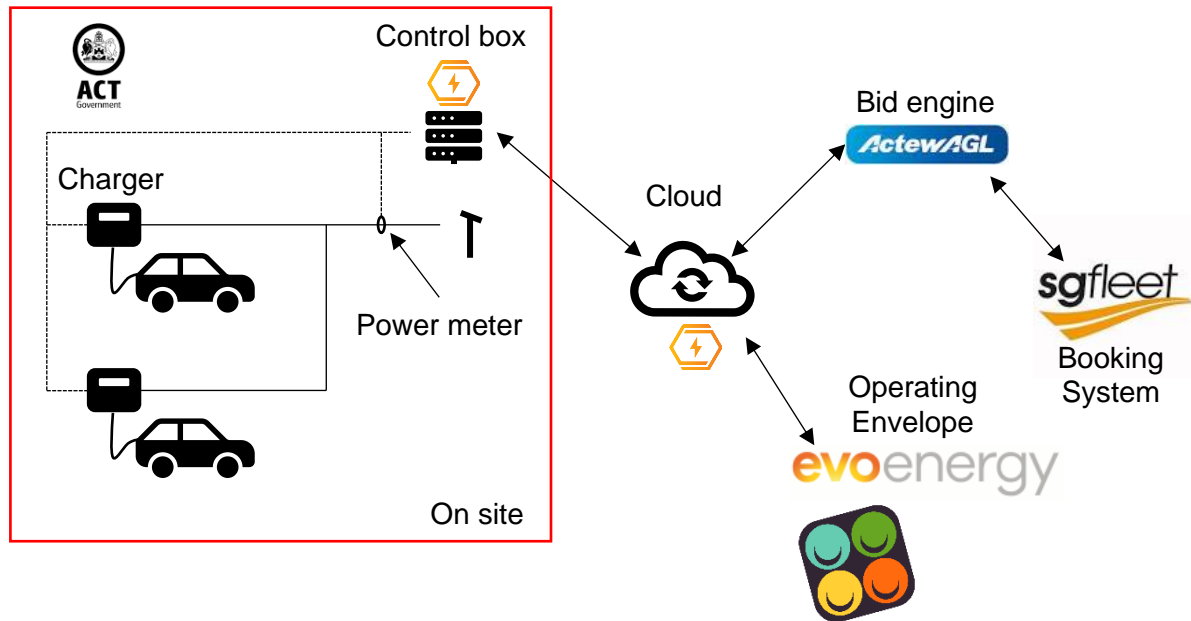 Control box
ACT
Government
Bid engine
ActewAGL
Charger
Cloud
sgfleet
Power meter
Booking
System
Operating
Envelope
evoenergy
On site